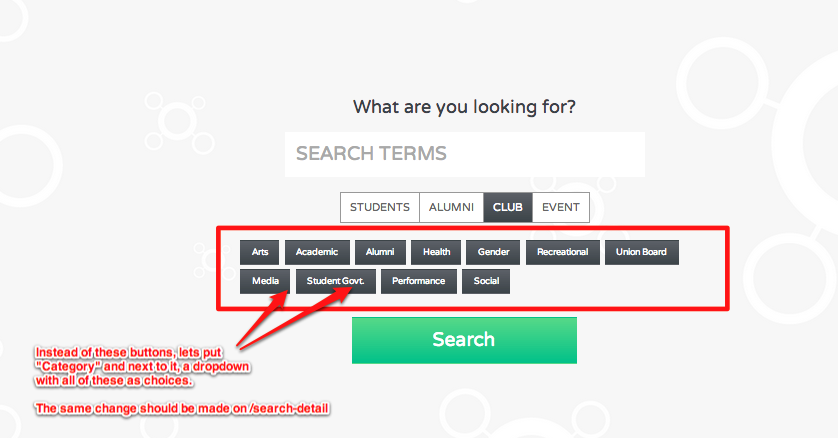 What are you looking for?
SEARCH TERMS
STUDENTS ALUMNI CLUB EVENT
Arts Academic Alumni Health Gender Recreational Union Board
Media Student Govt. Performance Social
Search
Instead of these buttons, lets put
"Category" and next to it, a dropdown
with all of these as choices.
The same change should be made on /search-detail